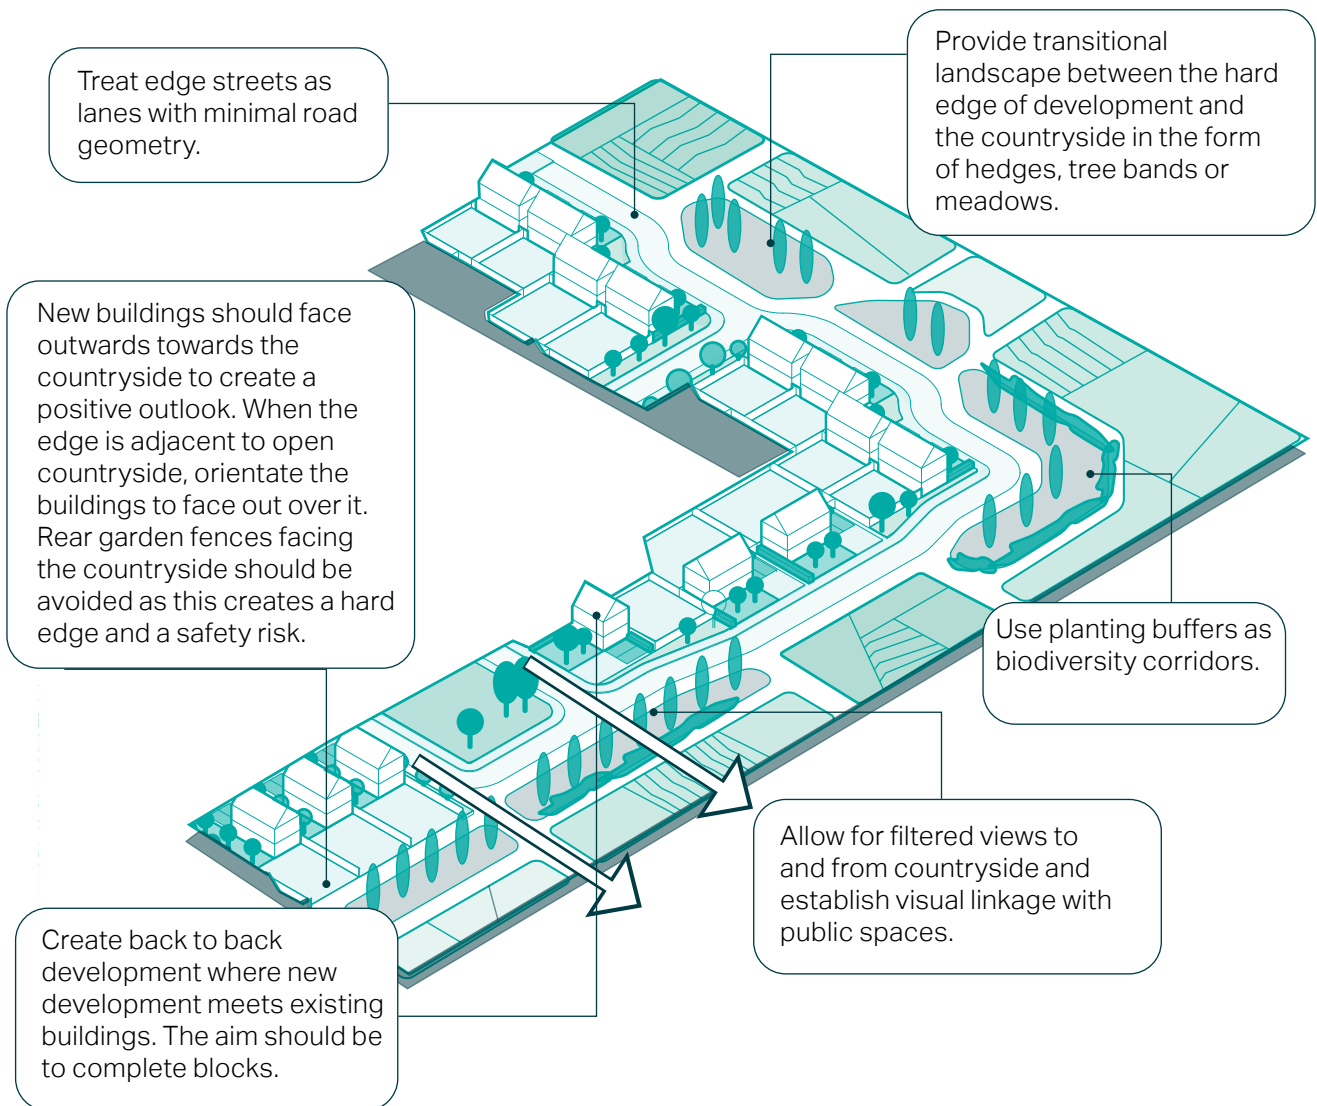 Treat edge streets as
lanes with minimal road
geometry.
Provide transitional
landscape between the hard
edge of development and
the countryside in the form
of hedges, tree bands or
meadows.
New buildings should face
outwards towards the
countryside to create a
positive outlook. When the
edge is adjacent to open
countryside, orientate the
buildings to face out over it.
Rear garden fences facing
the countryside should be
avoided as this creates a hard
edge and a safety risk.
Use planting buffers as
biodiversity corridors.
Allow for filtered views to
and from countryside and
establish visual linkage with
public spaces.
Create back to back
development where new
development meets existing
buildings. The aim should be
to complete blocks.